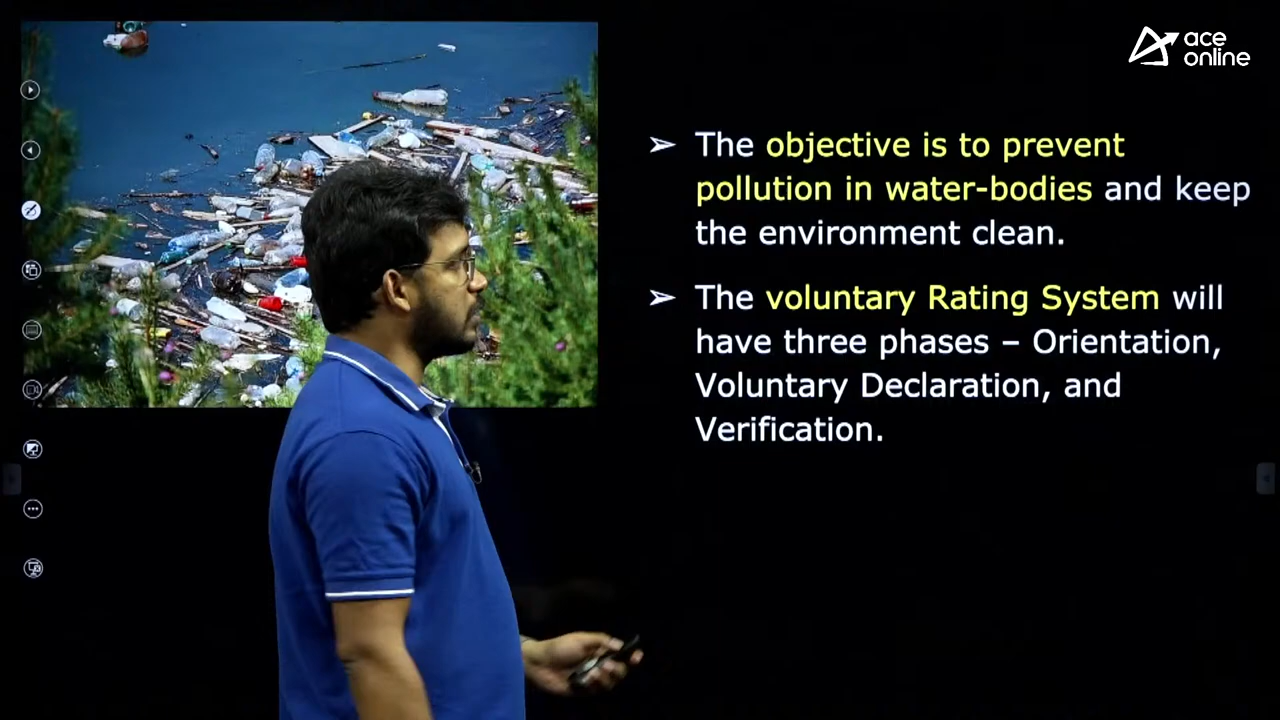 ace
online
➢ The objective is to prevent
pollution in water-bodies and keep
the environment clean.
➢ The voluntary Rating System will
have three phases – Orientation,
Voluntary Declaration, and
Verification.